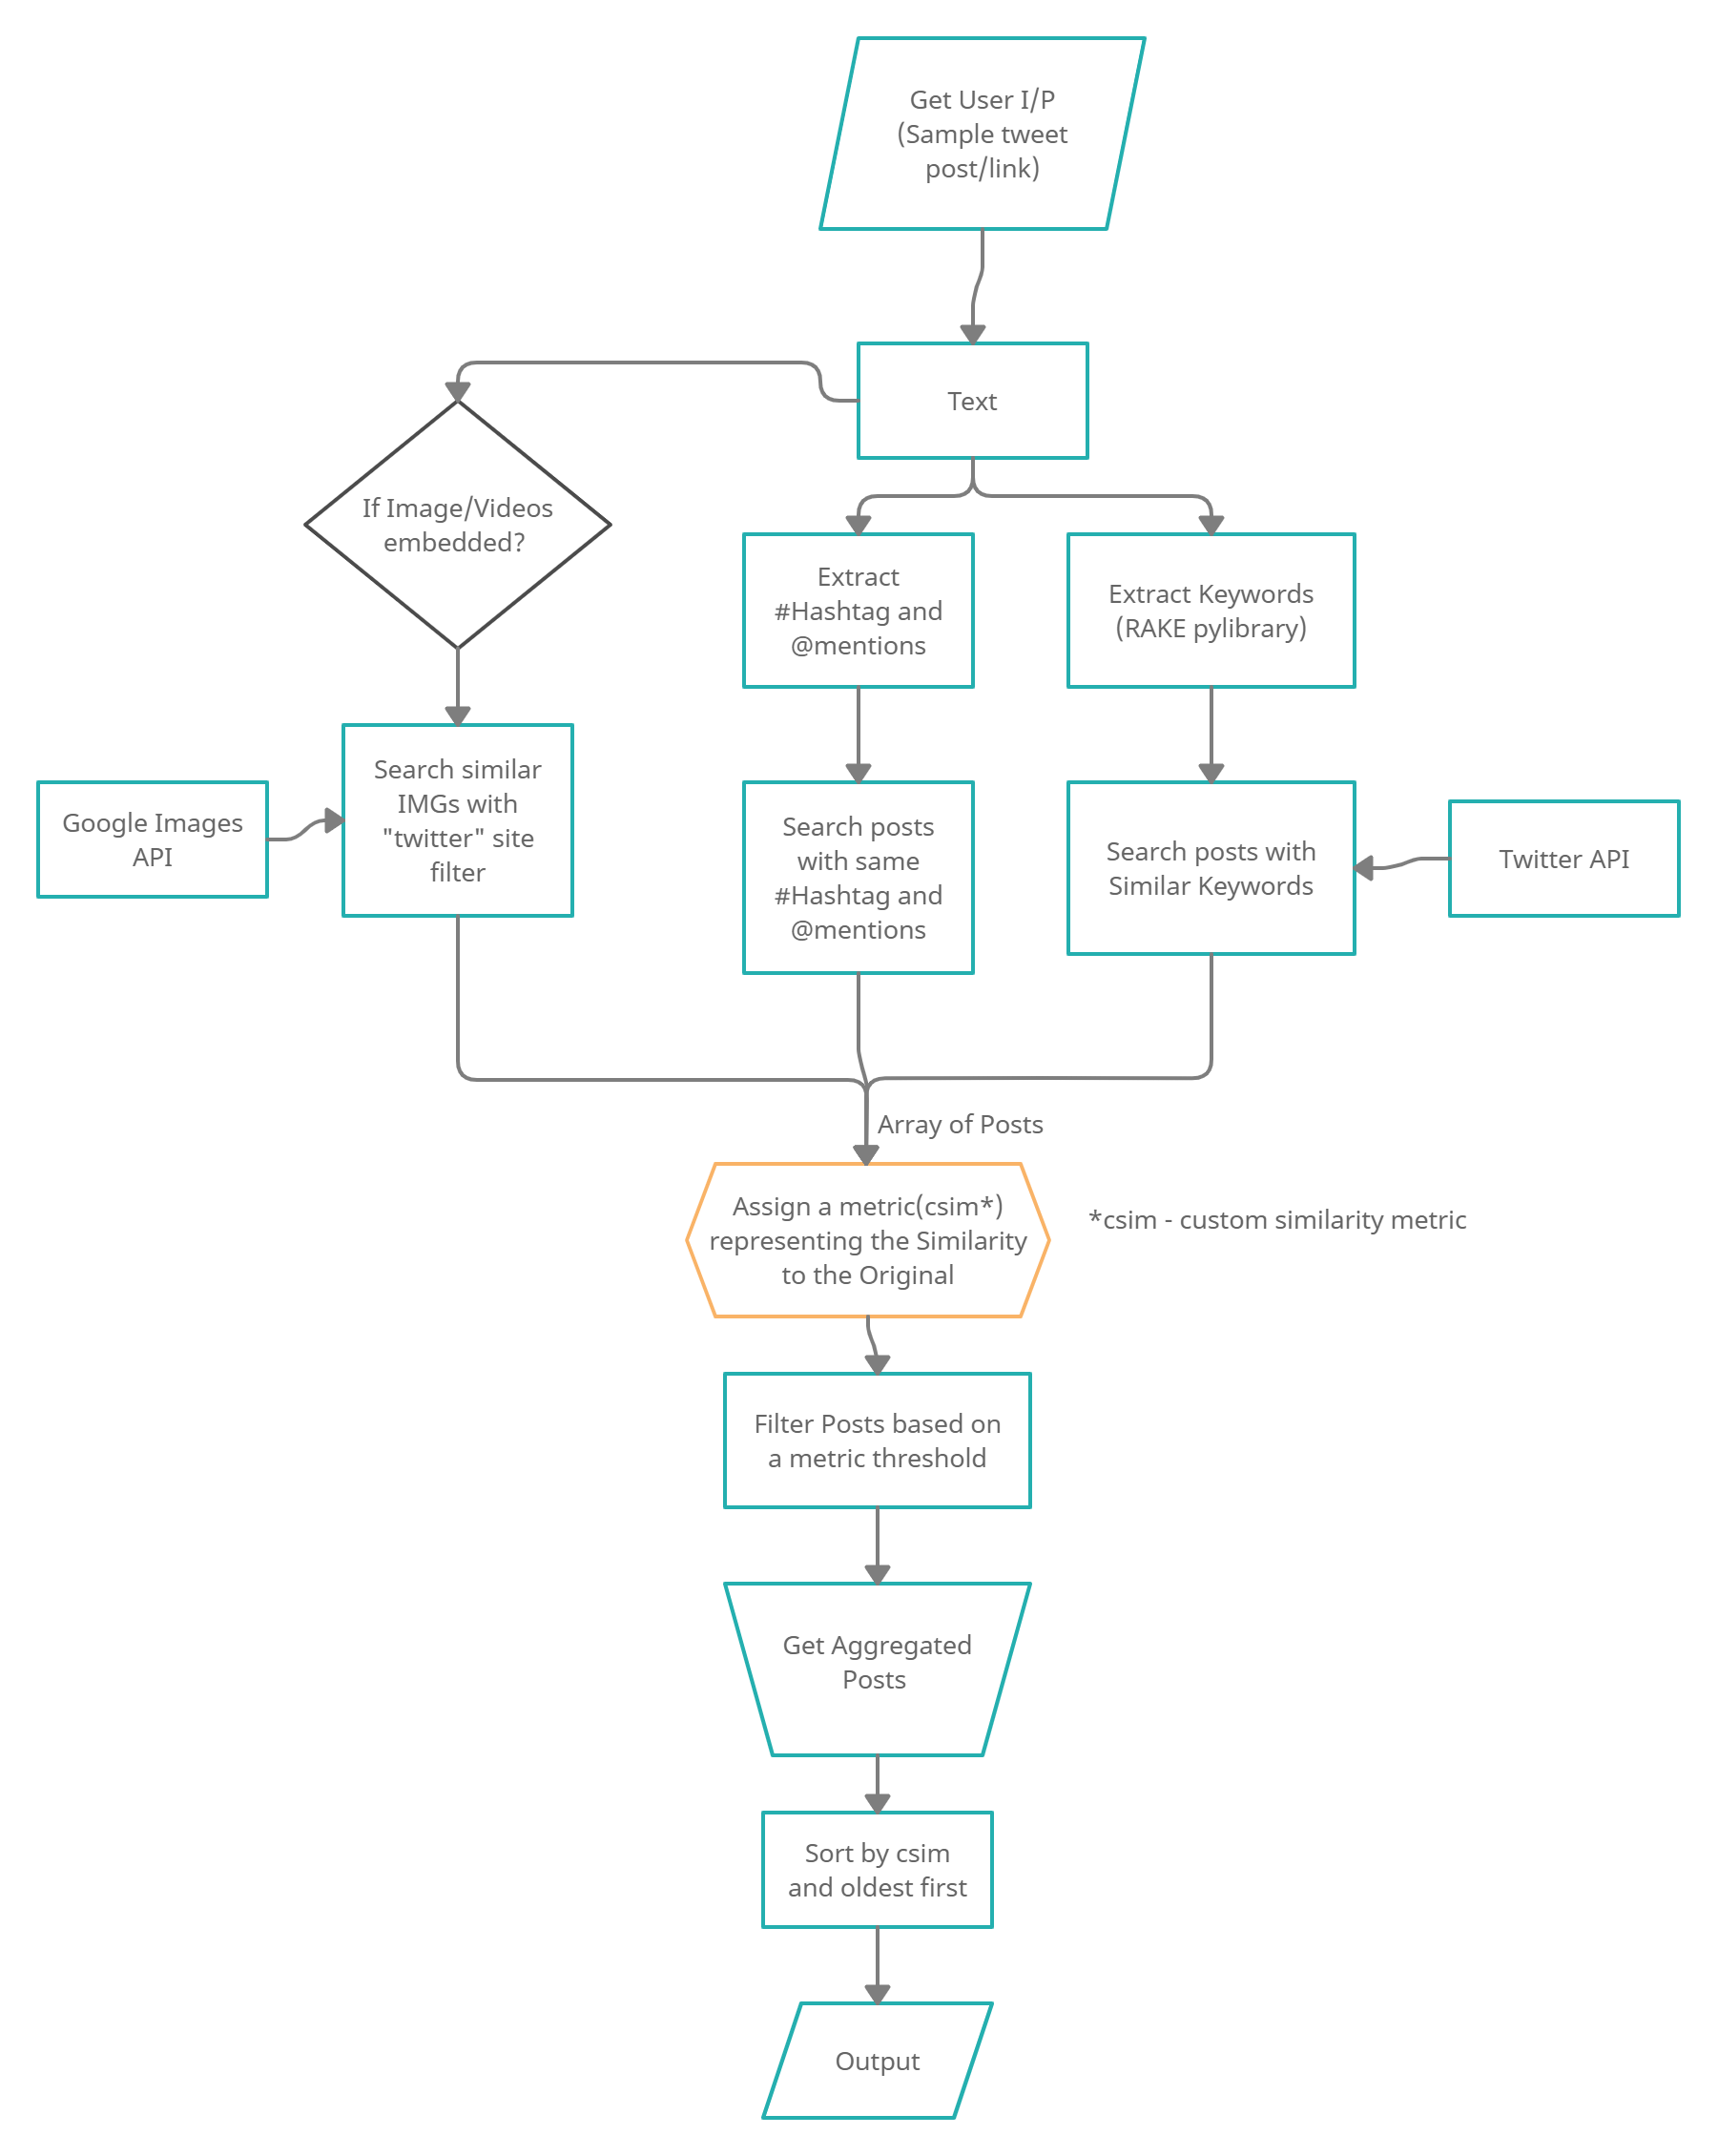 Get User I/P
(Sample tweet
post/link)
Text
If Image/Videos
embedded?
Extract
#Hashtag and
@mentions
Extract Keywords
(RAKE pylibrary)
Google Images
API
Search similar
IMGs with
"twitter" site
filter
Search posts
with same
#Hashtag and
@mentions
Search posts with
Similar Keywords
Twitter API
Array of Posts
Assign a metric(csim*)
representing the Similarity
to the Original
*csim - custom similarity metric
Filter Posts based on
a metric threshold
Get Aggregated
Posts
Sort by csim
and oldest first
Output